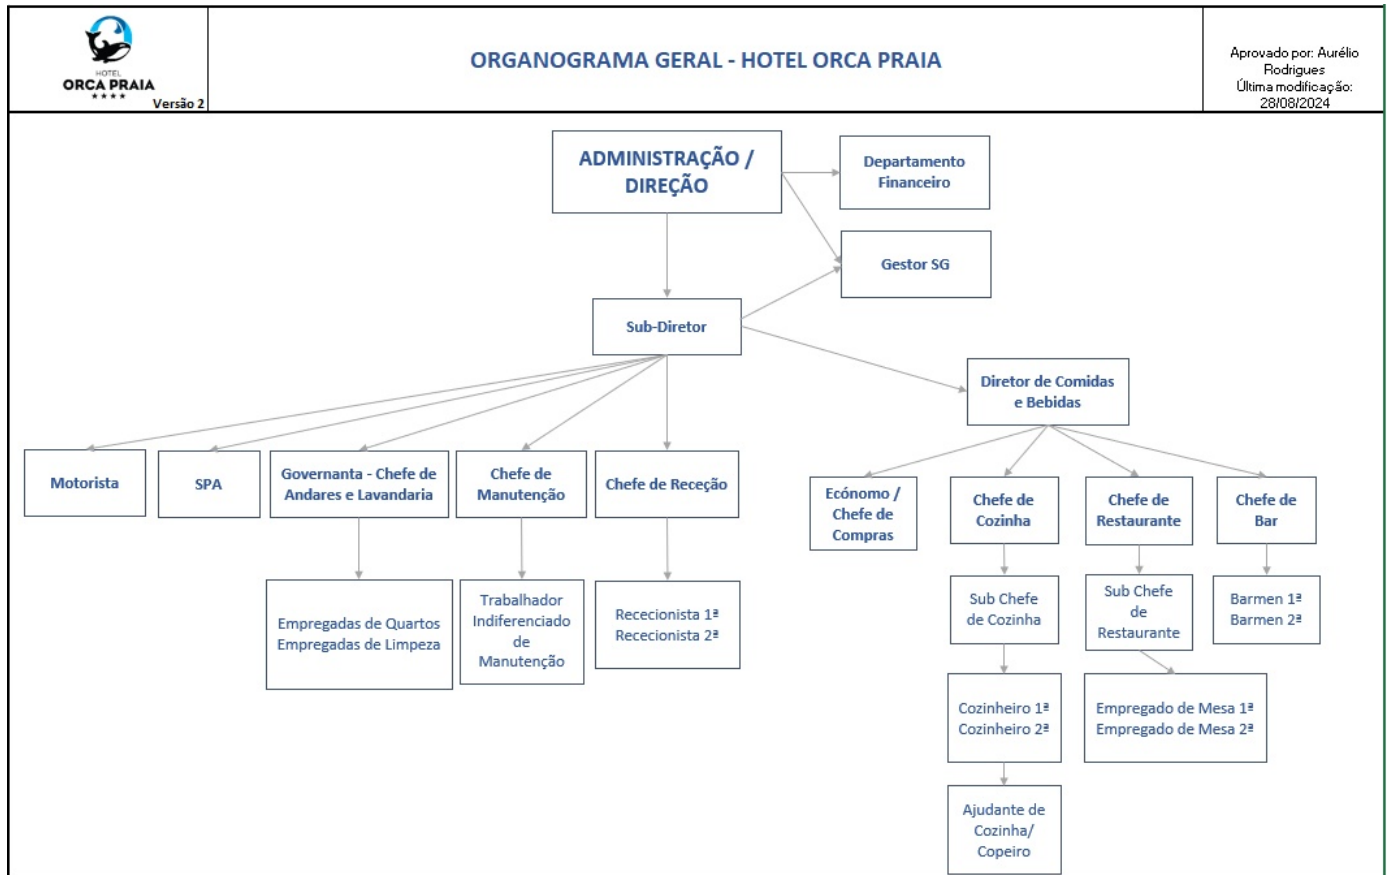 HOTEL
ORCA PRAIA
★★★★
Versão 2
ORGANOGRAMA GERAL - HOTEL ORCA PRAIA
Aprovado por: Aurélio
Rodrigues
Última modificação:
28/08/2024
ADMINISTRAÇÃO /
DIREÇÃO
Departamento
Financeiro
Gestor SG
Sub-Diretor
Diretor de Comidas
e Bebidas
Motorista
SPA
Governanta - Chefe de
Andares e Lavandaria
Chefe de
Manutenção
Chefe de Receção
Ecónomo /
Chefe de
Compras
Chefe de
Cozinha
Chefe de
Restaurante
Chefe de
Bar
Empregadas de Quartos
Empregadas de Limpeza
Trabalhador
Indiferenciado
de
Manutenção
Rececionista 1ª
Rececionista 2ª
Sub Chefe
de Cozinha
Sub Chefe
de
Restaurante
Barmen 1ª
Barmen 2ª
Cozinheiro 1ª
Cozinheiro 2ª
Empregado de Mesa 1ª
Empregado de Mesa 2ª
Ajudante de
Cozinha/
Copeiro